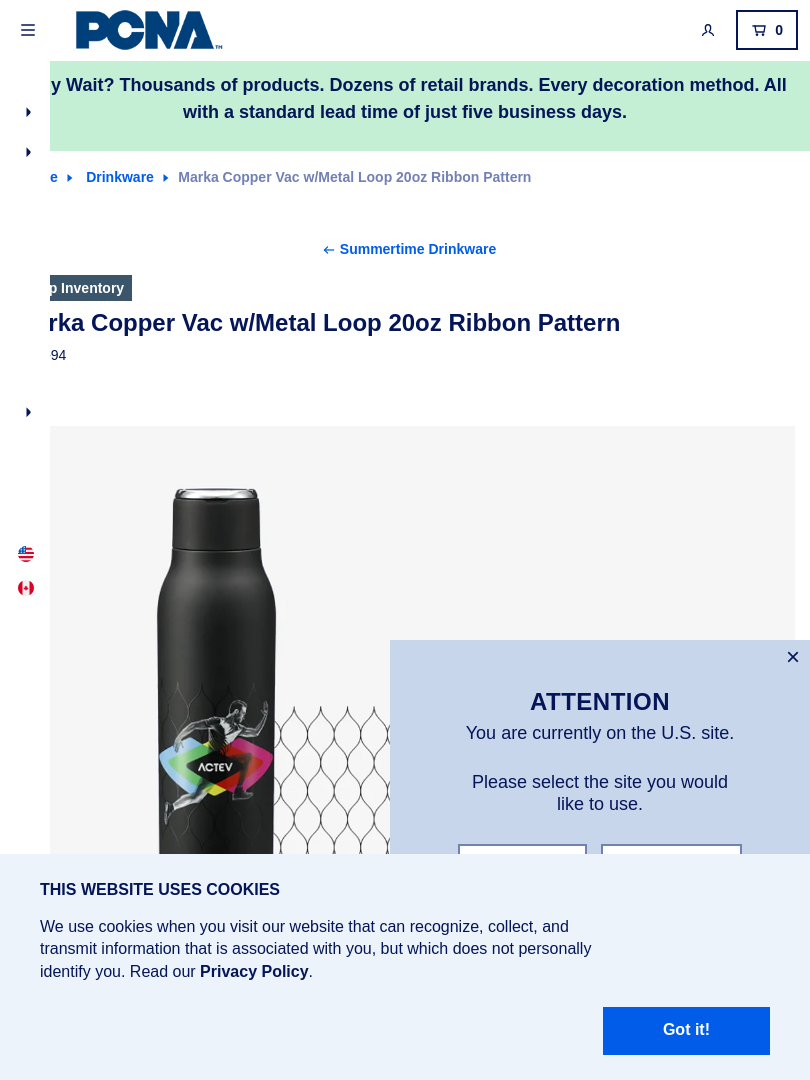 PCNA
TM
0
y Wait? Thousands of products. Dozens of retail brands. Every decoration method. All
with a standard lead time of just five business days.
e Drinkware Marka Copper Vac w/Metal Loop 20oz Ribbon Pattern
← Summertime Drinkware
p Inventory
rka Copper Vac w/Metal Loop 20oz Ribbon Pattern
94
ACTEV
×
ATTENTION
You are currently on the U.S. site.
Please select the site you would
like to use.
THIS WEBSITE USES COOKIES
We use cookies when you visit our website that can recognize, collect, and
transmit information that is associated with you, but which does not personally
identify you. Read our Privacy Policy.
Got it!